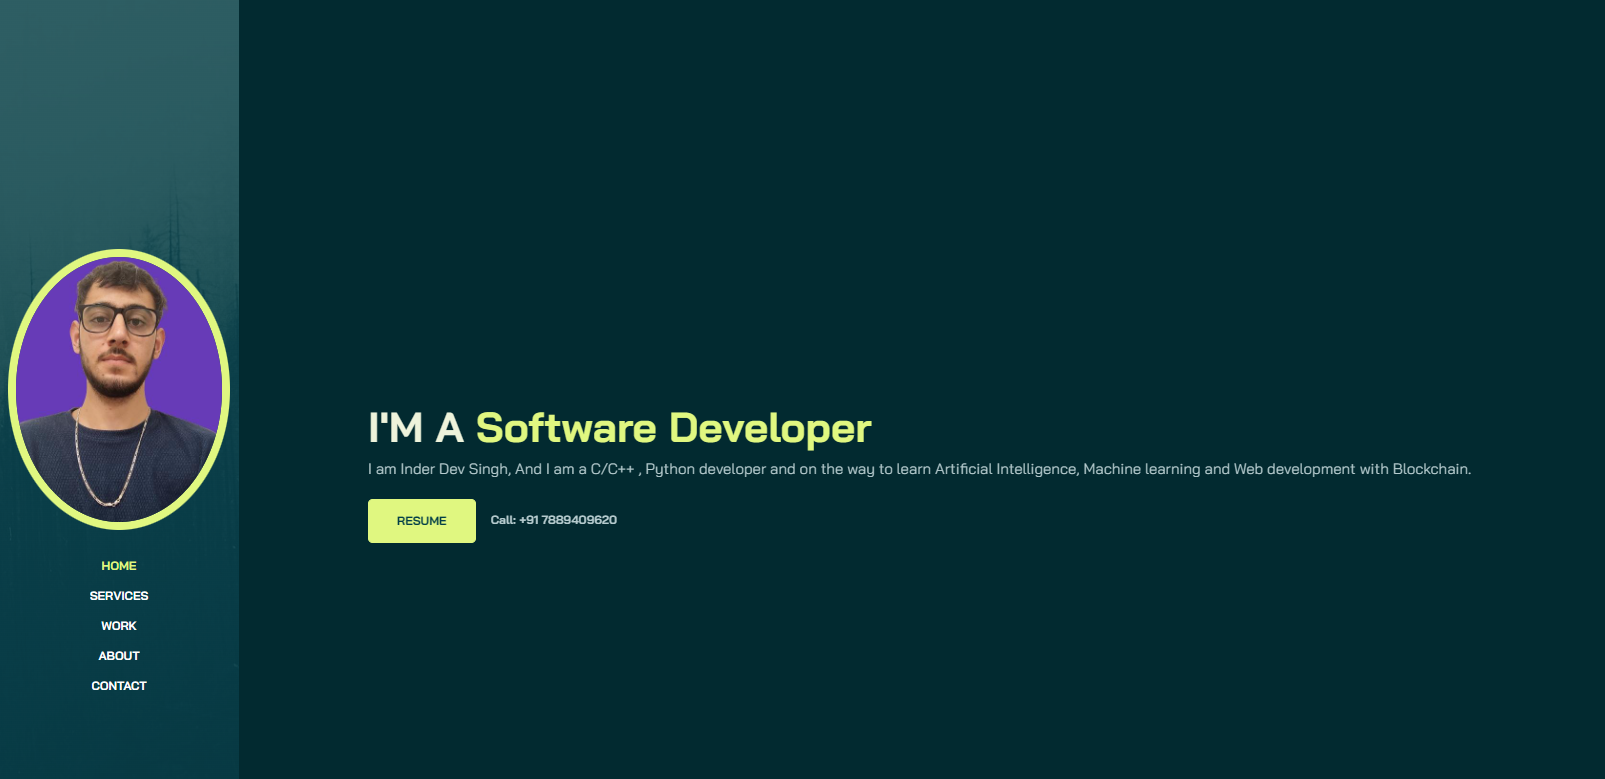 HOME
SERVICES
WORK
ABOUT
CONTACT
I'M A Software Developer
I am Inder Dev Singh, And I am a C/C++ , Python developer and on the way to learn Artificial Intelligence, Machine learning and Web development with Blockchain.
RESUME Call: +91 7889409620